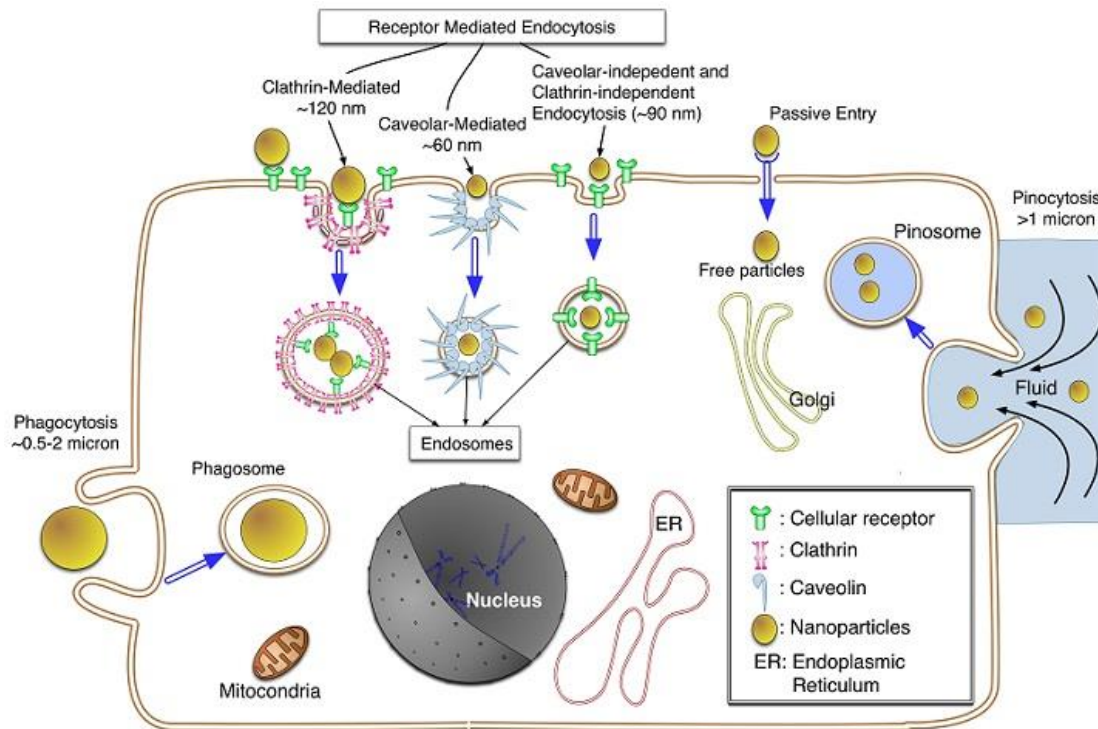 Receptor Mediated Endocytosis
Clathrin-Mediated
~120 nm
Caveolar-Mediated
~60 nm
Caveolar-indepedent and
Clathrin-independent
Endocytosis (~90 nm)
Passive Entry
Pinocytosis
>1 micron
Pinosome
Free particles
Golgi
Fluid
Phagocytosis
~0.5-2 micron
Endosomes
Phagosome
ER
Nucleus
Mitocondria
: Cellular receptor
: Clathrin
: Caveolin
: Nanoparticles
ER: Endoplasmic
Reticulum